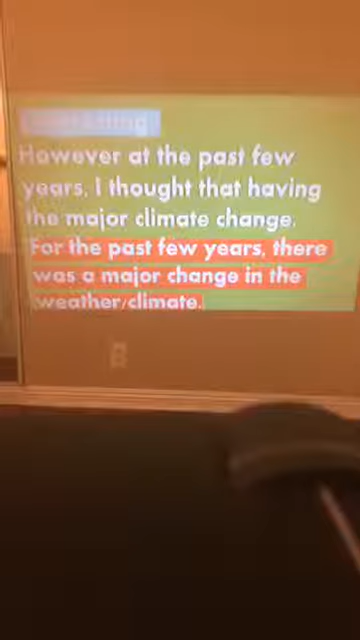 However at the past few
years, I thought that having
the major climate change.
For the past few years, there
was a major change in the
weather/climate.